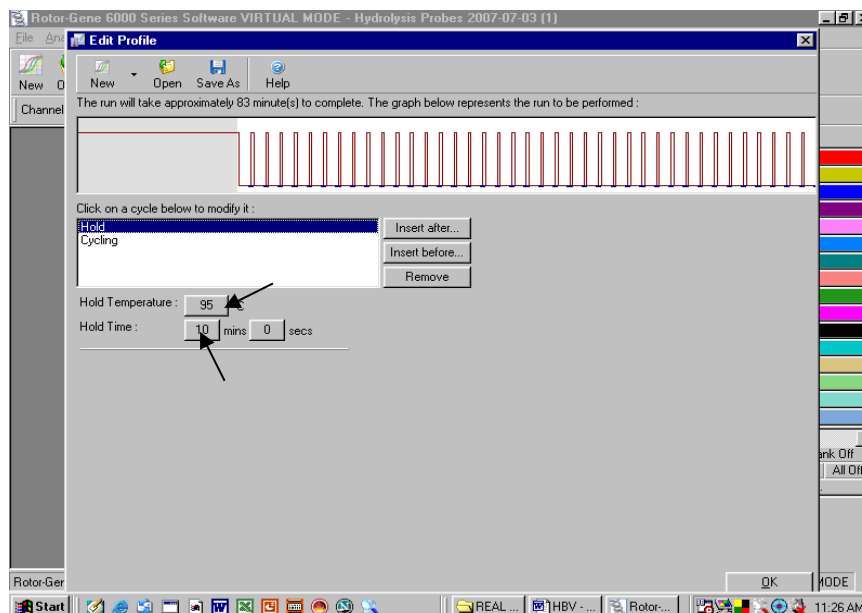 Rotor-Gene 6000 Series Software VIRTUAL MODE - Hydrolysis Probes 2007-07-03 (1)
File Ana
Edit Profile
New Open Save As Help
New O
Channel
The run will take approximately 83 minute(s) to complete. The graph below represents the run to be performed :
Click on a cycle below to modify it :
Hold
Cycling
Insert after...
Insert before...
Remove
Hold Temperature : 95
Hold Time : 10 mins 0 secs
ank Off
All Off
OK
Rotor-Ger
MODE
Start
REAL ...
HBV - ...
Rotor-...
11:26 AM